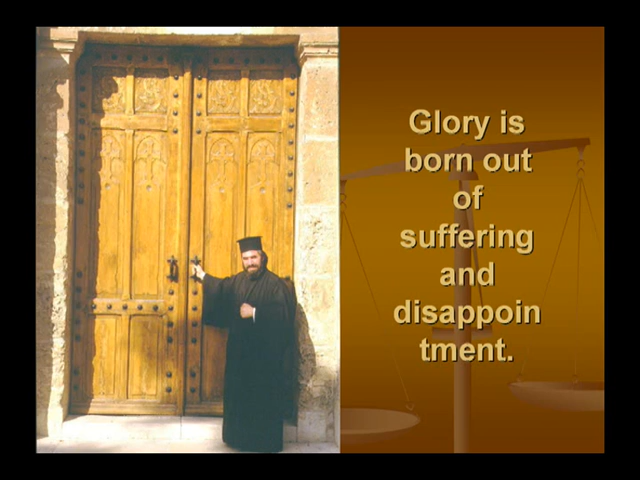 Glory is
born out
of
suffering
and
disappoin
tment.